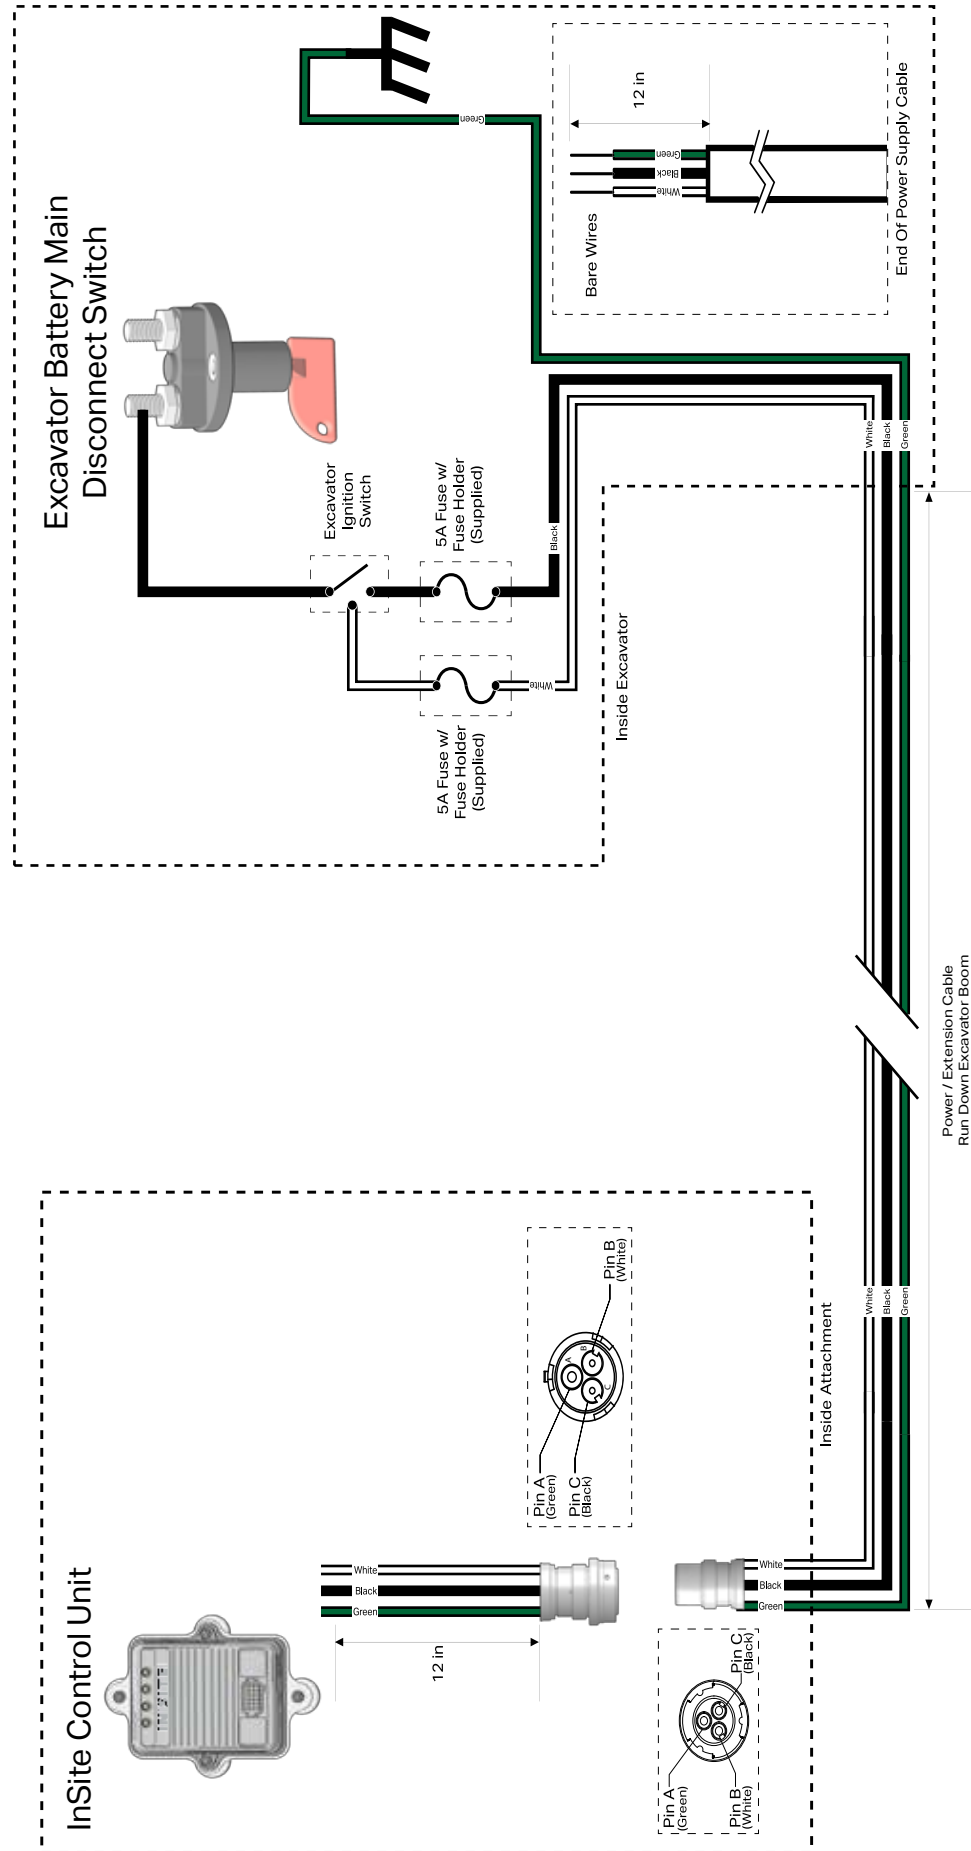 Excavator Battery Main
Disconnect Switch
Green
12 in
Green
Black
White
Bare Wires
End Of Power Supply Cable
Excavator
Ignition
Switch
5A Fuse w/
Fuse Holder
(Supplied)
Black
White
5A Fuse w/
Fuse Holder
(Supplied)
Inside Excavator
White
Black
Green
Power / Extension Cable
Run Down Excavator Boom
White
Black
Green
Inside Attachment
Pin B
(White)
A
B
C
Pin A
(Green)
Pin C
(Black)
InSite Control Unit
White
Black
Green
12 in
White
Black
Green
Pin C
(Black)
Pin A
(Green)
Pin B
(White)